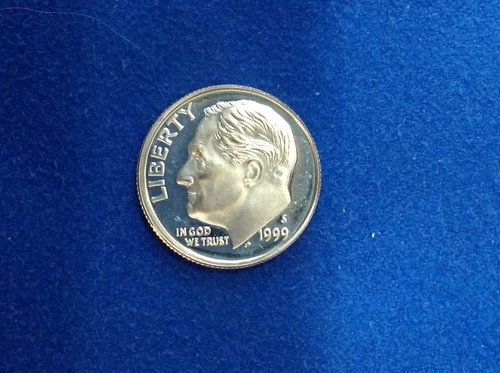 LIBERTY
IN GOD
WE TRUST
S
1999